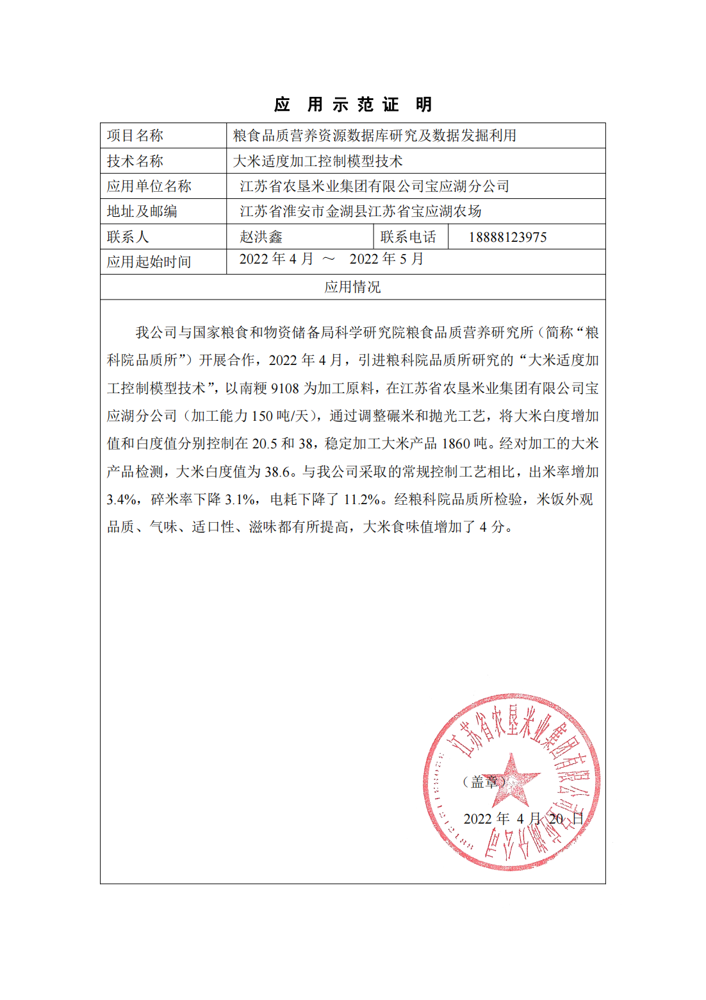 应 用 示 范 证 明
项目名称 粮食品质营养资源数据库研究及数据发掘利用
技术名称 大米适度加工控制模型技术
应用单位名称 江苏省农垦米业集团有限公司宝应湖分公司
地址及邮编 江苏省淮安市金湖县江苏省宝应湖农场
联系人 赵洪鑫 联系电话 18888123975
应用起始时间 2022 年 4 月 ～ 2022 年 5 月
应用情况
我公司与国家粮食和物资储备局科学研究院粮食品质营养研究所（简称“粮
科院品质所”）开展合作，2022 年 4 月，引进粮科院品质所研究的“大米适度加
工控制模型技术”，以南粳 9108 为加工原料，在江苏省农垦米业集团有限公司宝
应湖分公司（加工能力 150 吨/天），通过调整碾米和抛光工艺，将大米白度增加
值和白度值分别控制在 20.5 和 38，稳定加工大米产品 1860 吨。经对加工的大米
产品检测，大米白度值为 38.6。与我公司采取的常规控制工艺相比，出米率增加
3.4%，碎米率下降 3.1%，电耗下降了 11.2%。经粮科院品质所检验，米饭外观
品质、气味、适口性、滋味都有所提高，大米食味值增加了 4 分。
江苏省农垦米业集团有限公司宝应湖分公司
（盖章）
2022 年 4 月 20 日